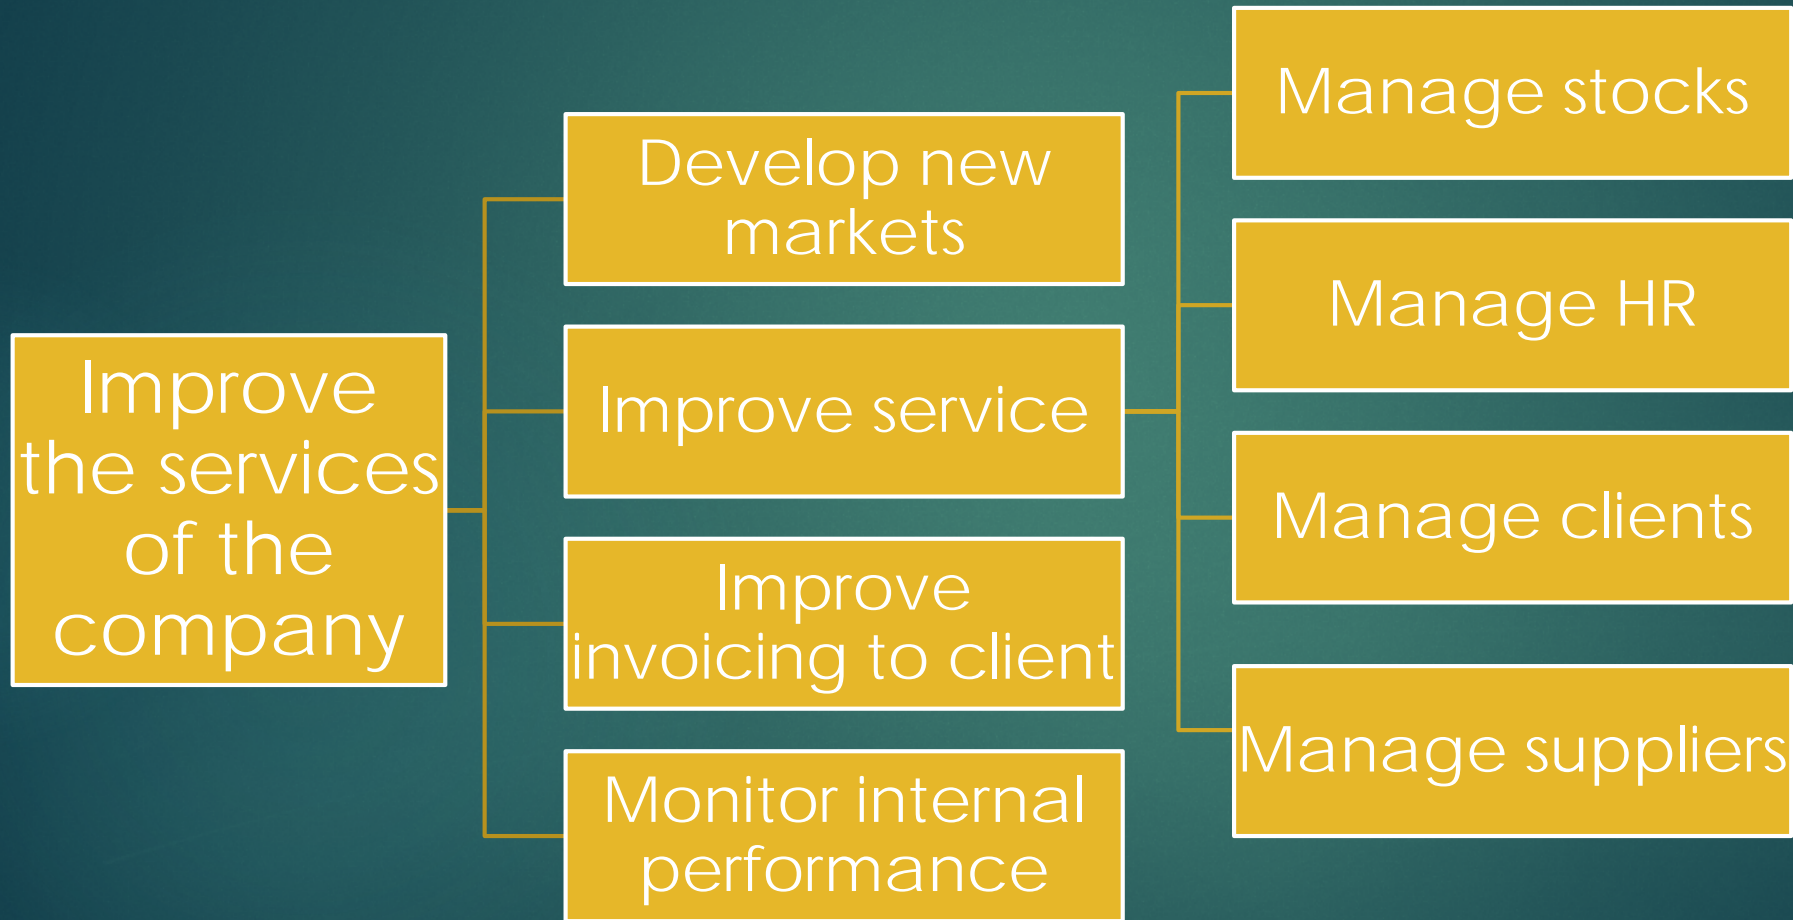 Improve
the services
of the
company
Develop new
markets
Improve service
Improve
invoicing to client
Monitor internal
performance
Manage stocks
Manage HR
Manage clients
Manage suppliers